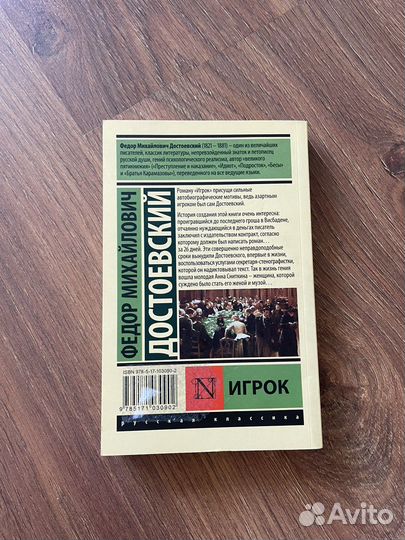 Федор Михайлович Достоевский (1821 – 1881) – один из величайших
писателей, классик литературы, непревзойденный знаток и летописец
русской души, гений психологического реализма, автор «великого
пятикнижия» («Преступление и наказание», «Идиот», «Подросток», «Бесы»
и «Братья Карамазовы»), переведенного на все ведущие языки.
ФЕДОР МИХАЙЛОВИЧ
ДОСТОЕВСКИЙ
Роману «Игрок» присущи сильные
автобиографические мотивы, ведь азартным
игроком был сам Достоевский.
История создания этой книги очень интересна:
проигравший до последнего гроша в Висбадене,
отчаянно нуждающийся в деньгах писатель
заключил с издательством контракт, согласно
которому должен был написать роман…
за 26 дней. Эти совершенно неправдоподобные
сроки вынудили Достоевского, впервые в жизни,
воспользоваться услугами секретаря-стенографистки,
которой он надиктовывал текст. Так в жизнь гения
вошла молодая Анна Сниткина – женщина, которой
суждено было стать его женой и музой…
ISBN 978-5-17-103090-2
9 785171 030902
N
ИГРОК
русская классика
Avito